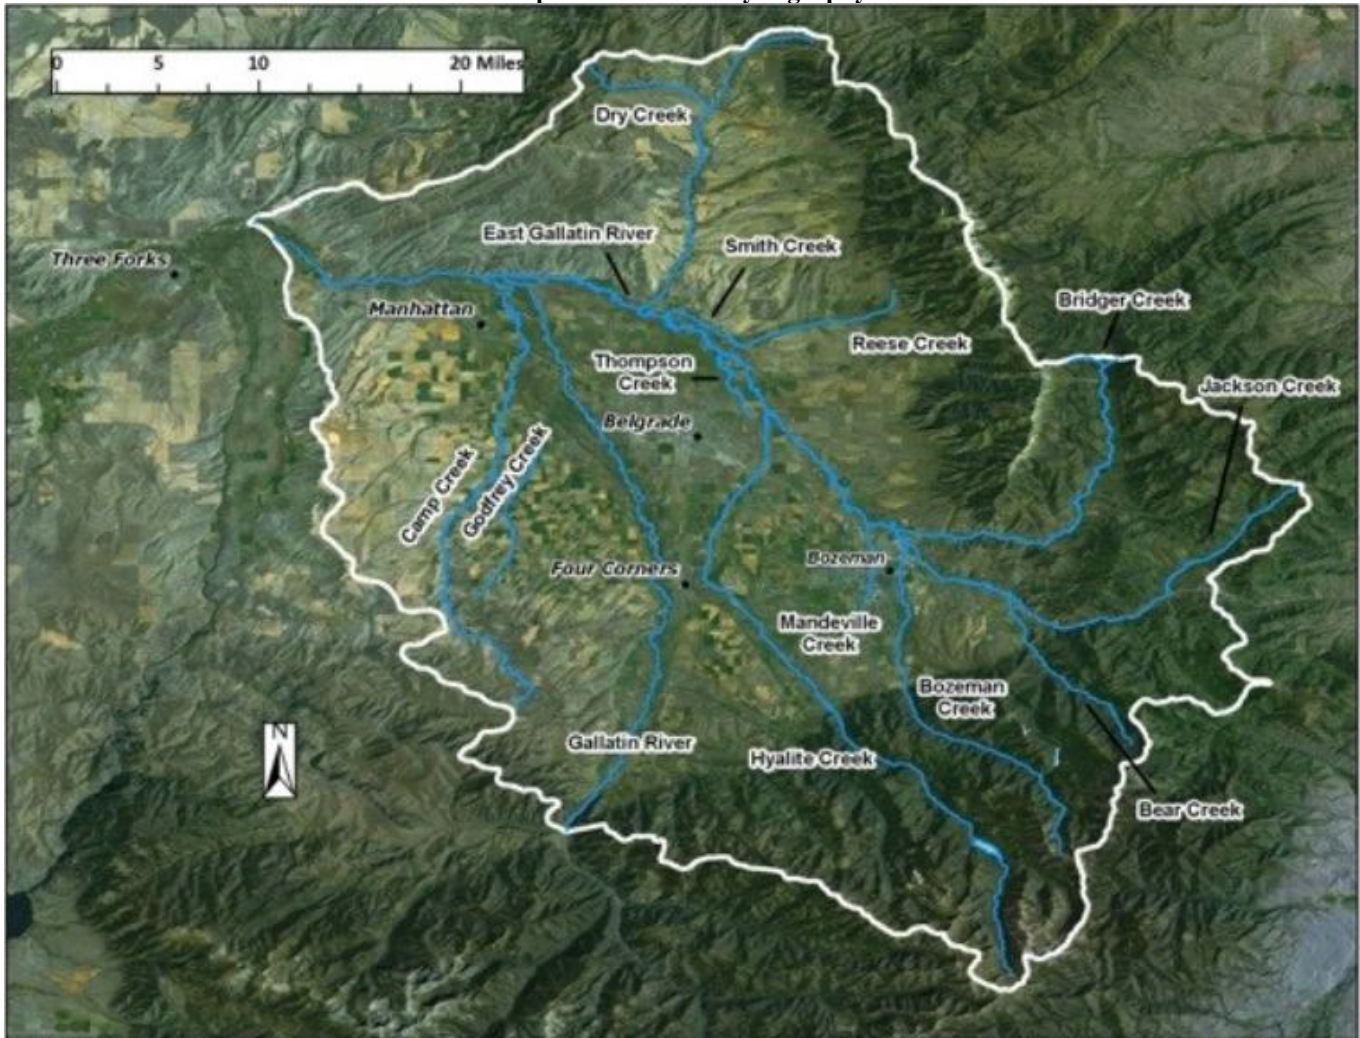 0 5 10 20 Miles
Dry Creek
East Gallatin River
Smith Creek
Three Forks
Bridger Creek
Manhattan
Reese Creek
Thompson
Creek
Jackson Creek
Belgrade
Camp Creek
Godfrey Creek
Bozeman
Four Corners
Mandeville
Creek
Bozeman
Creek
N
Gallatin River
Hyalite Creek
Bear Creek